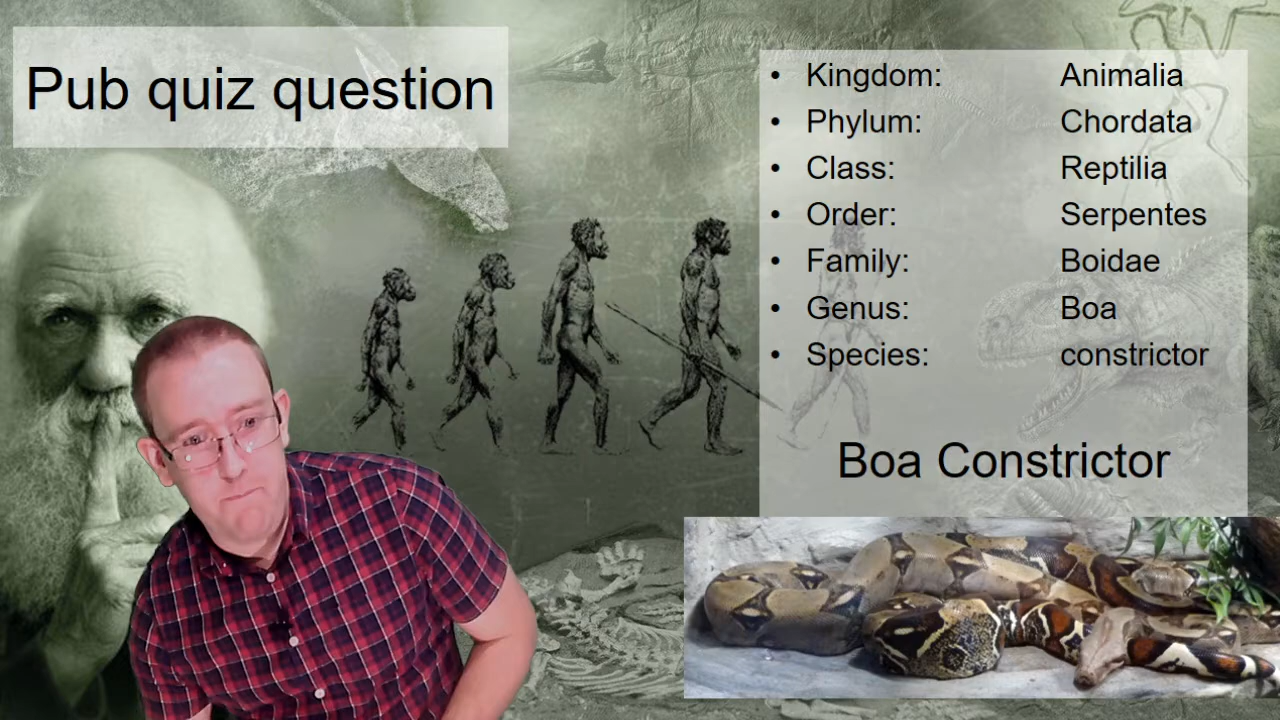 Pub quiz question
• Kingdom: Animalia
• Phylum: Chordata
• Class: Reptilia
• Order: Serpentes
• Family: Boidae
• Genus: Boa
• Species: constrictor
Boa Constrictor